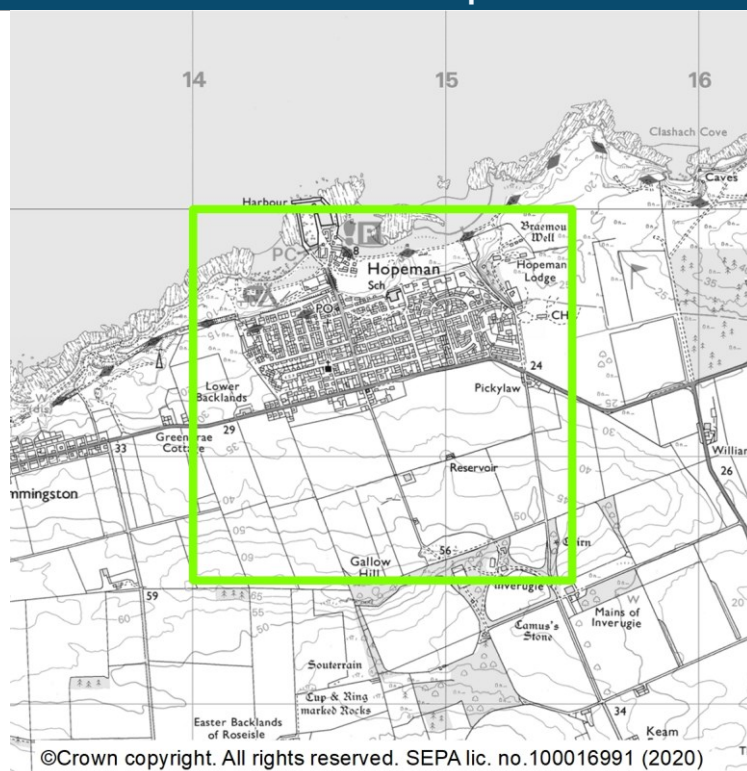 14
15
16
Clashach Cove
Caves
Harbour
Braemou
Well
P
8
PC
Hopeman
Hopeman
Lodge
Sch
PO
CH
24
Lower
Backlands
Pickylaw
29
Greenbrae
Cottage
33
mmingston
Reservoir
William
26
56
Cairn
Gallow
Hill
Inverugie
59
Mains of
Inverugie
Camus's
Stone
Souterrain
Cup & Ring
marked Rocks
34
Easter Backlands
of Roseisle
Keam
©Crown copyright. All rights reserved. SEPA lic. no.100016991 (2020)